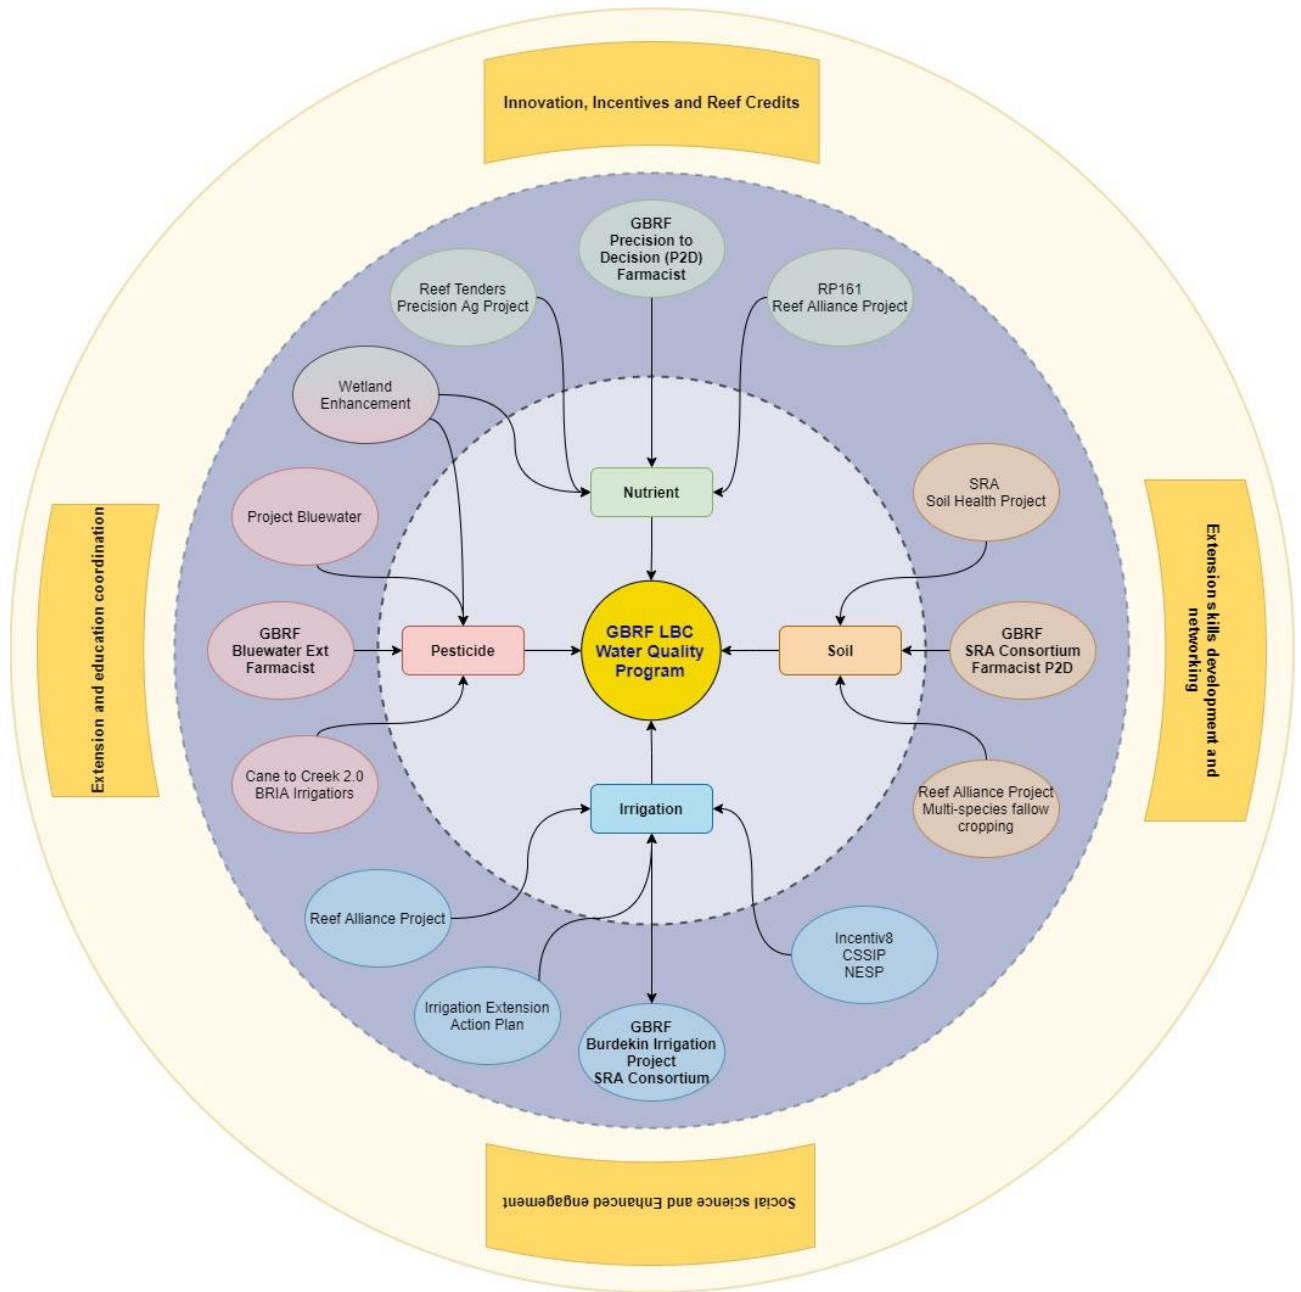 Innovation, Incentives and Reef Credits
GBRF
Precision to
Decision (P2D)
Farmacist
Reef Tenders
Precision Ag Project
RP161
Reef Alliance Project
Wetland
Enhancement
Nutrient
SRA
Soil Health Project
Project Bluewater
Extension and education coordination
Extension skills development and
networking
GBRF
Bluewater Ext
Farmacist
Pesticide
GBRF LBC
Water Quality
Program
Soil
GBRF
SRA Consortium
Farmacist P2D
Cane to Creek 2.0
BRIA Irrigatiors
Irrigation
Reef Alliance Project
Multi-species fallow
cropping
Reef Alliance Project
Incentiv8
CSSIP
NESP
Irrigation Extension
Action Plan
GBRF
Burdekin Irrigation
Project
SRA Consortium
Social science and Enhanced engagement